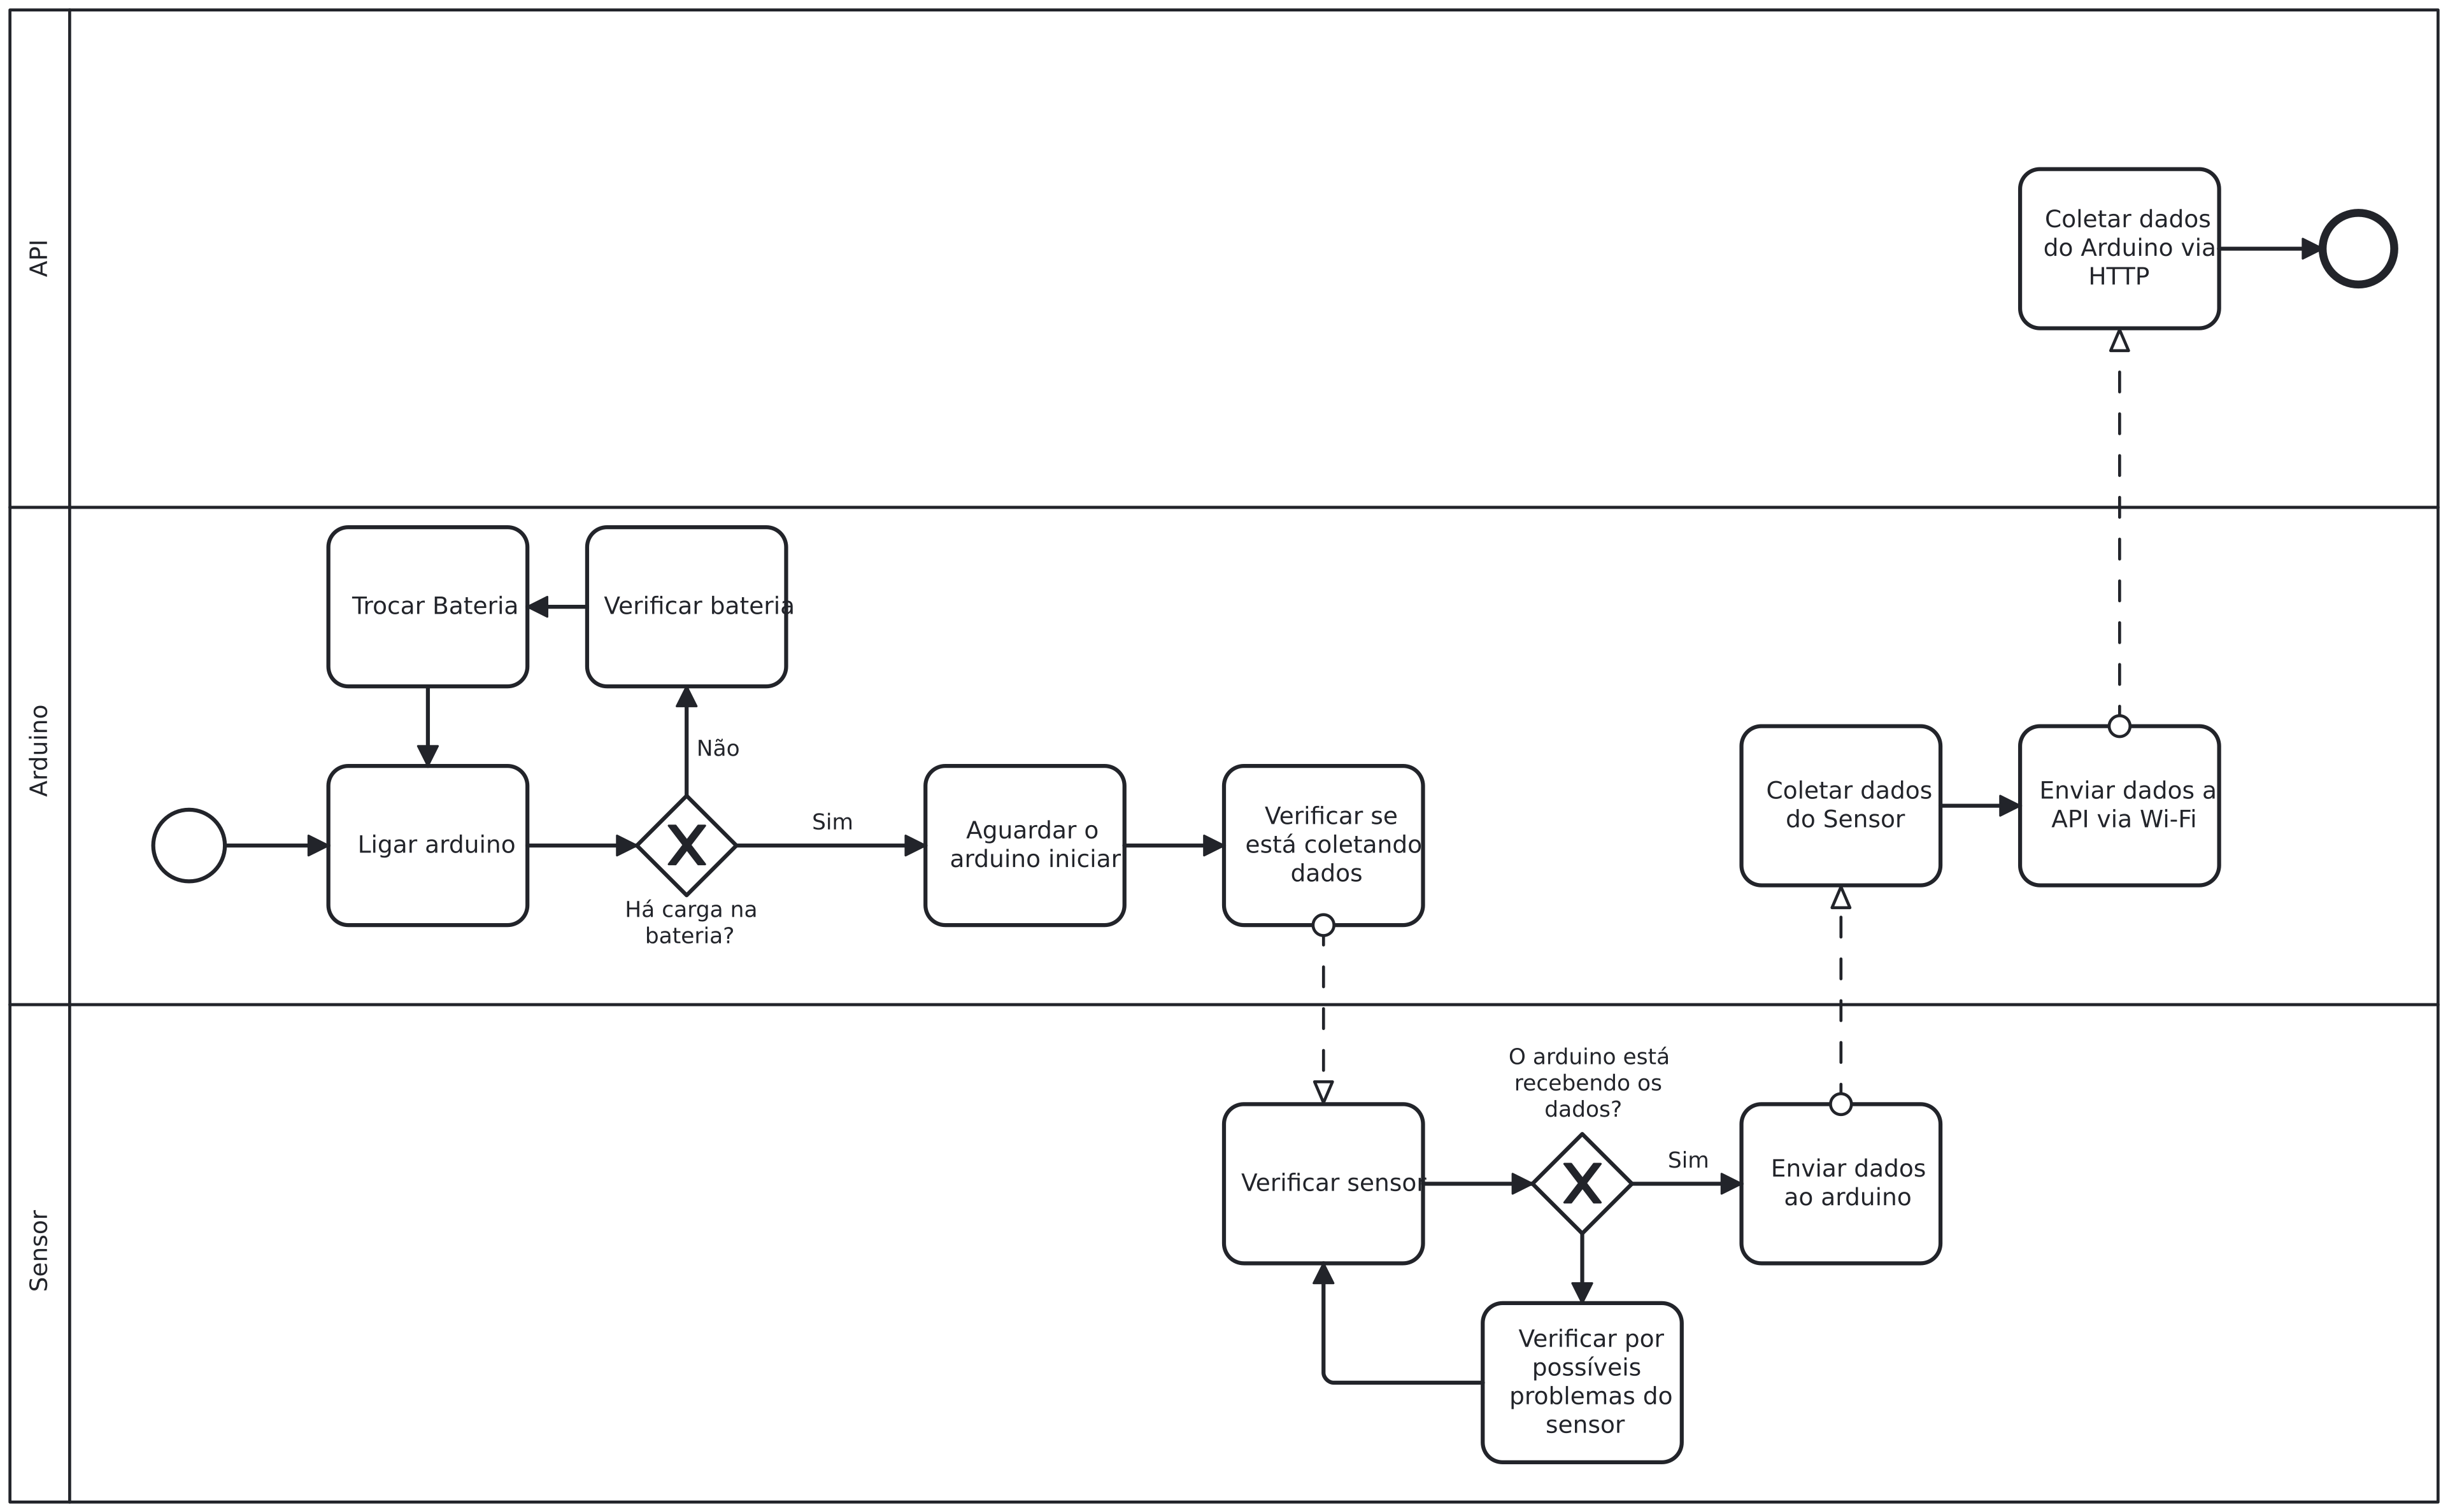 API
Coletar dados
do Arduino via
HTTP
Arduino
Trocar Bateria
Verificar bateria
Não
Ligar arduino
Há carga na
bateria?
Sim
Aguardar o
arduino iniciar
Verificar se
está coletando
dados
Coletar dados
do Sensor
Enviar dados a
API via Wi-Fi
Sensor
Verificar sensor
O arduino está
recebendo os
dados?
Sim
Enviar dados
ao arduino
Verificar por
possíveis
problemas do
sensor